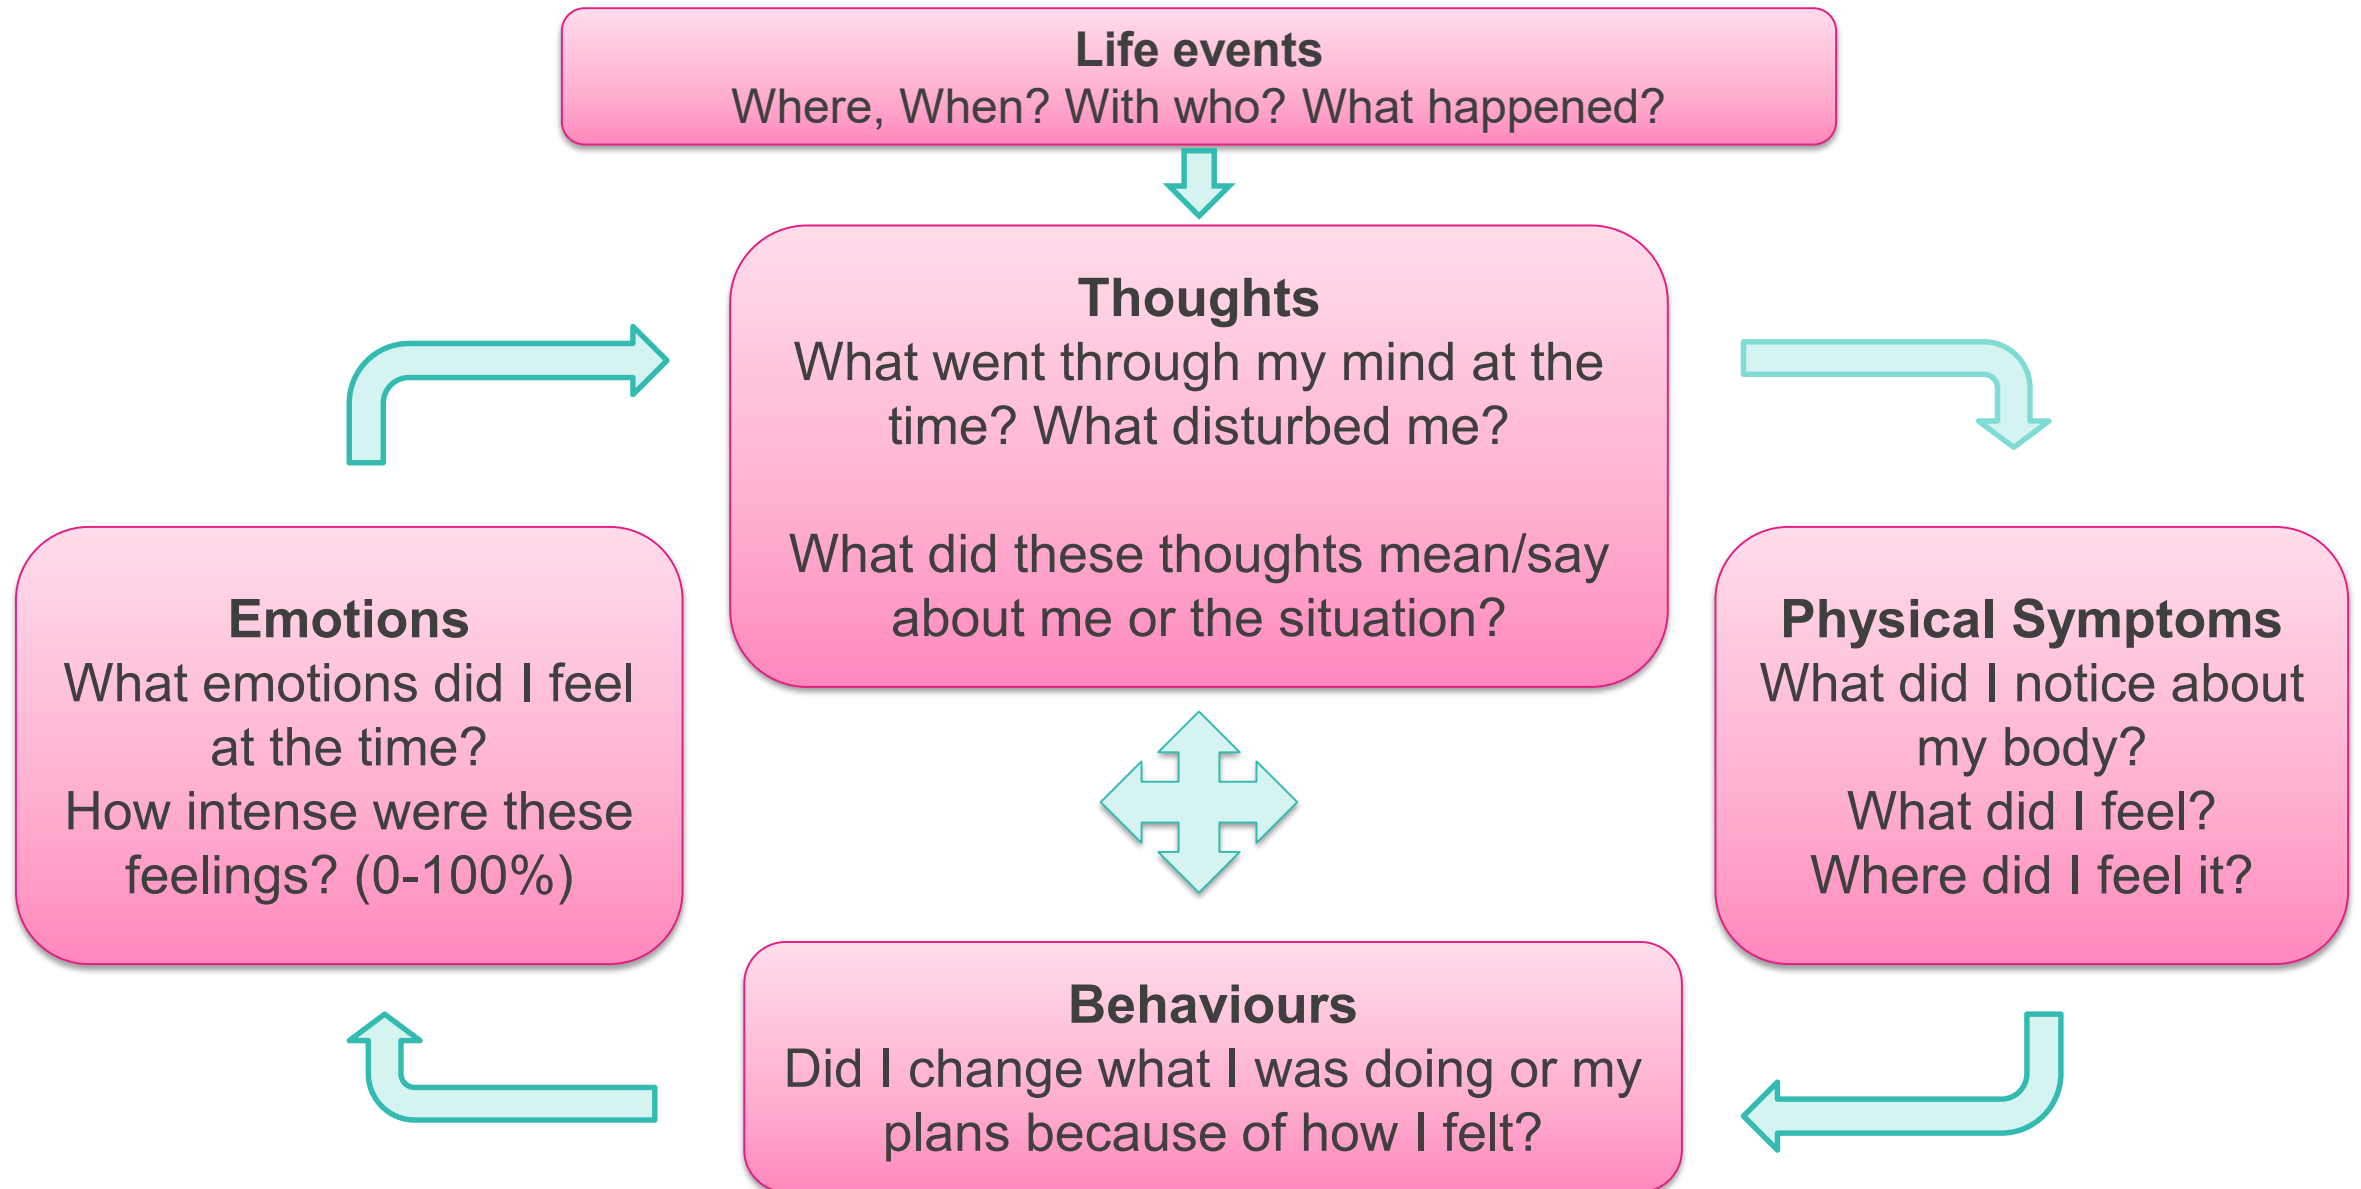 Life events
Where, When? With who? What happened?
Thoughts
What went through my mind at the
time? What disturbed me?
What did these thoughts mean/say
about me or the situation?
Emotions
What emotions did I feel
at the time?
How intense were these
feelings? (0-100%)
Physical Symptoms
What did I notice about
my body?
What did I feel?
Where did I feel it?
Behaviours
Did I change what I was doing or my
plans because of how I felt?